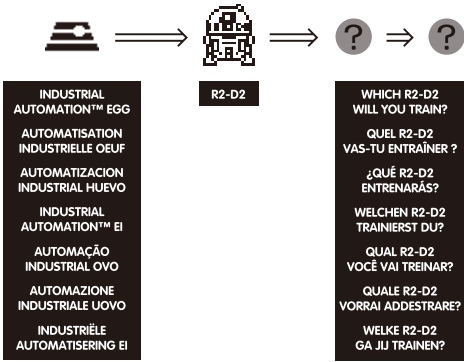 ? ?
INDUSTRIAL
AUTOMATION™ EGG
AUTOMATISATION
INDUSTRIELLE OEUF
AUTOMATIZACION
INDUSTRIAL HUEVO
INDUSTRIAL
AUTOMATION™ EI
AUTOMAÇÃO
INDUSTRIAL OVO
AUTOMAZIONE
INDUSTRIALE UOVO
INDUSTRIËLE
AUTOMATISERING EI
R2-D2
WHICH R2-D2
WILL YOU TRAIN?
QUEL R2-D2
VAS-TU ENTRAÎNER ?
¿QUÉ R2-D2
ENTRENARÁS?
WELCHEN R2-D2
TRAINIERST DU?
QUAL R2-D2
VOCÊ VAI TREINAR?
QUALE R2-D2
VORRAI ADDESTRARE?
WELKE R2-D2
GA JIJ TRAINEN?